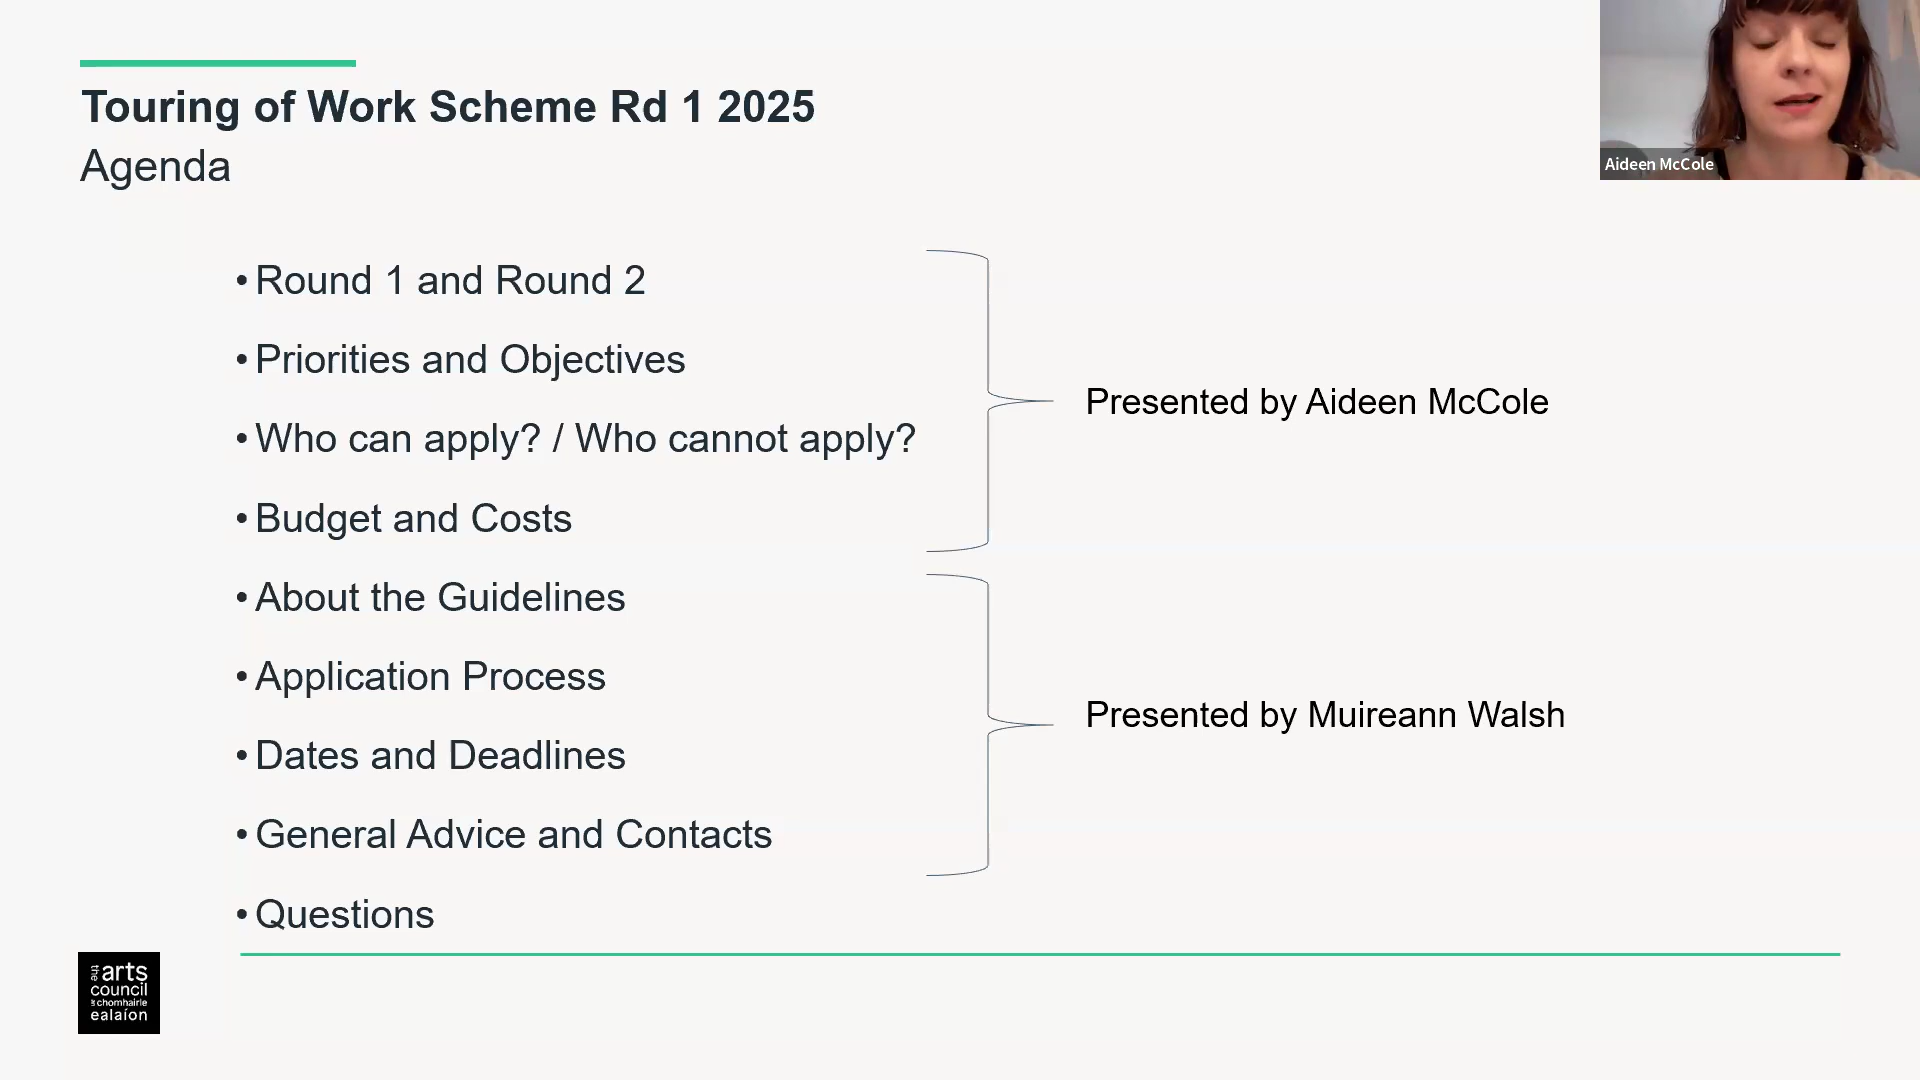 Touring of Work Scheme Rd 1 2025
Agenda
Aideen McCole
• Round 1 and Round 2
• Priorities and Objectives
• Who can apply? / Who cannot apply?
• Budget and Costs
Presented by Aideen McCole
• About the Guidelines
• Application Process
• Dates and Deadlines
• General Advice and Contacts
Presented by Muireann Walsh
• Questions
the arts
council
chomhairle
ealaíon